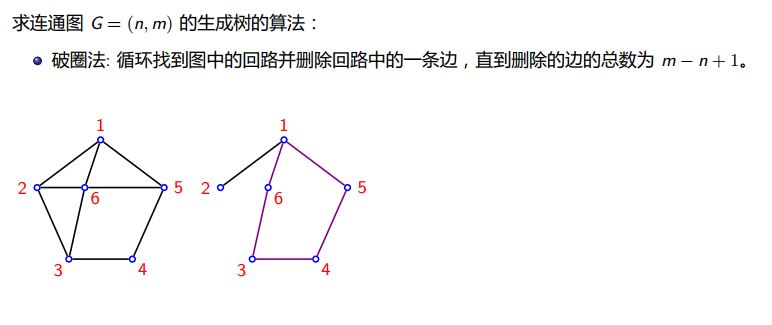 求连通图 G = (n, m) 的生成树的算法：
破圈法: 循环找到图中的回路并删除回路中的一条边，直到删除的边的总数为 m − n + 1。
1 1
2 5 2 5
6 6
3 4 3 4